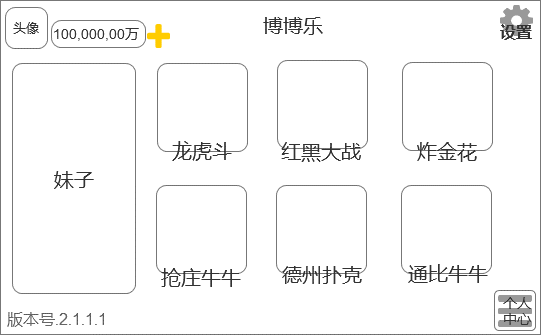 头像
100,000,00万
博博乐
设置
妹子
龙虎斗
红黑大战
炸金花
抢庄牛牛
德州扑克
通比牛牛
版本号.2.1.1.1
个人
中心